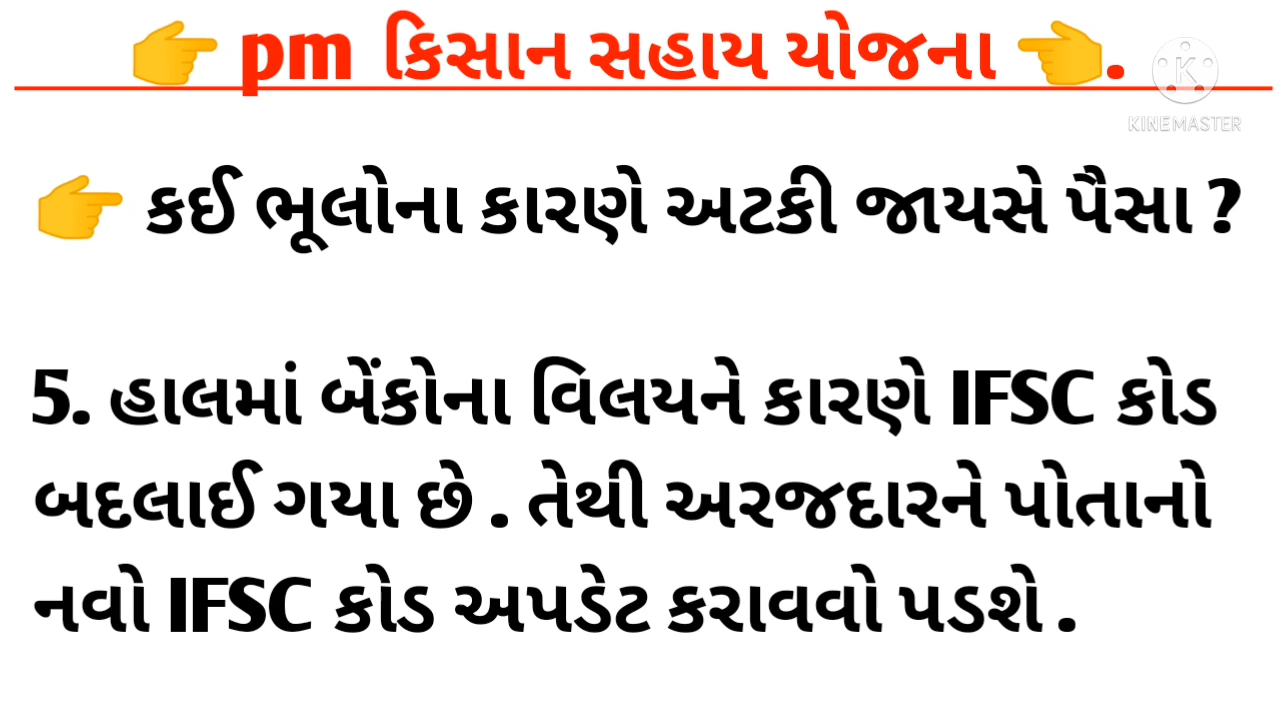 👉 pm કિસાન સહાય યોજના 👈.
KINEMASTER
👉 કઈ ભૂલોના કારણે અટકી જાયસે પૈસા ?
5. હાલમાં બેંકોના વિલયને કારણે IFSC કોડ
બદલાઈ ગયા છે . તેથી અરજદારને પોતાનો
નવો IFSC કોડ અપડેટ કરાવવો પડશે .